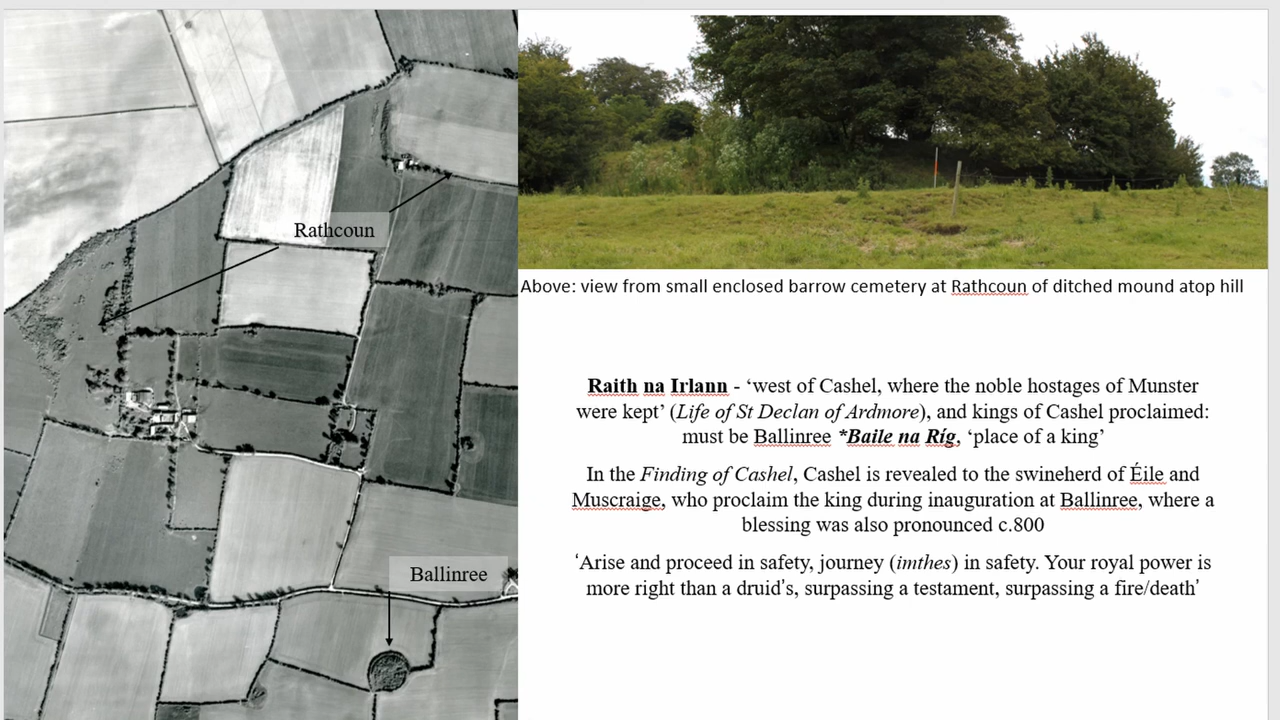 Rathcoun
Ballinree
Above: view from small enclosed barrow cemetery at Rathcoun of ditched mound atop hill
Raith na Irlann - ‘west of Cashel, where the noble hostages of Munster
were kept’ (Life of St Declan of Ardmore), and kings of Cashel proclaimed:
must be Ballinree *Baile na Ríg, ‘place of a king’
In the Finding of Cashel, Cashel is revealed to the swineherd of Éile and
Muscraige, who proclaim the king during inauguration at Ballinree, where a
blessing was also pronounced c.800
‘Arise and proceed in safety, journey (imthes) in safety. Your royal power is
more right than a druid’s, surpassing a testament, surpassing a fire/death’